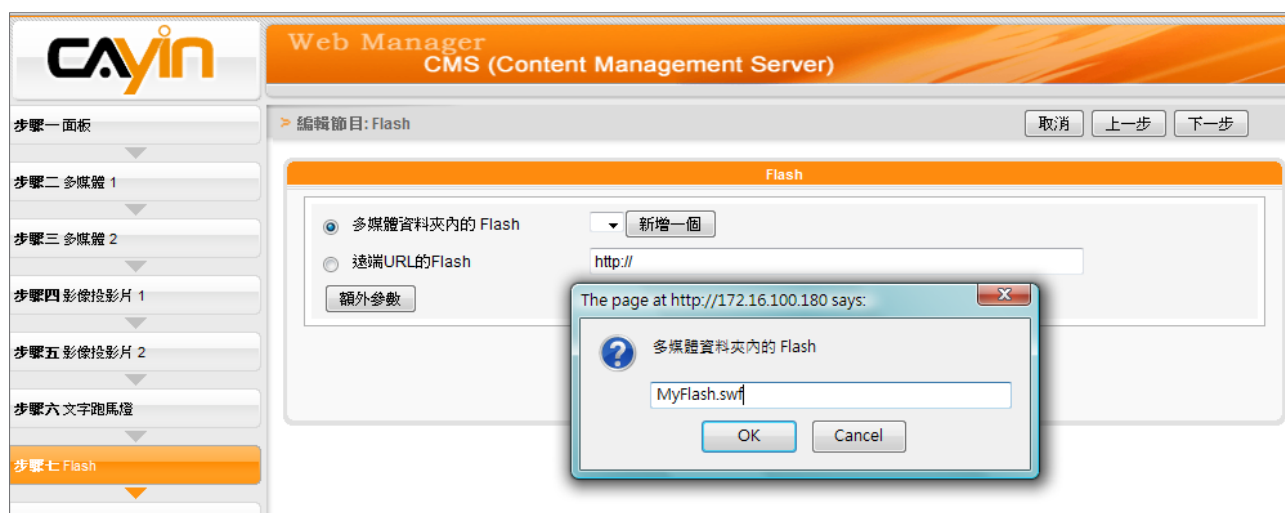 CAYIN
Web Manager
CMS (Content Management Server)
步驟一 面板
步驟二 多媒體 1
步驟三 多媒體 2
步驟四 影像投影片 1
步驟五 影像投影片 2
步驟六 文字跑馬燈
步驟七 Flash
編輯節目: Flash
取消 上一步 下一步
Flash
多媒體資料夾內的 Flash 新增一個
遠端URL的Flash http://
額外參數
The page at http://172.16.100.180 says:
多媒體資料夾內的 Flash
MyFlash.swf
OK Cancel